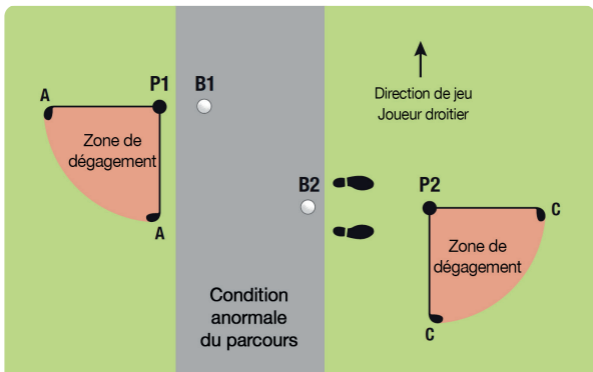 Direction de jeu
Joueur droitier
A
P1
B1
Zone de
dégagement
A
B2
P2
C
Zone de
dégagement
C
Condition
anormale
du parcours